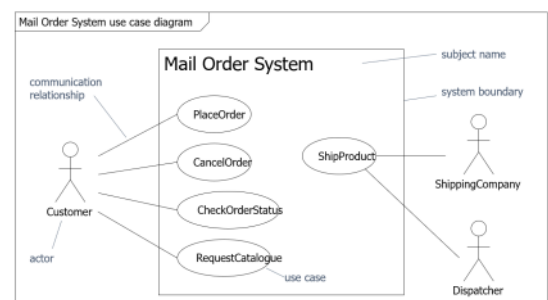 Mail Order System use case diagram
Mail Order System
subject name
communication
relationship
system boundary
PlaceOrder
CancelOrder
ShipProduct
ShippingCompany
Customer
CheckOrderStatus
RequestCatalogue
actor
use case
Dispatcher